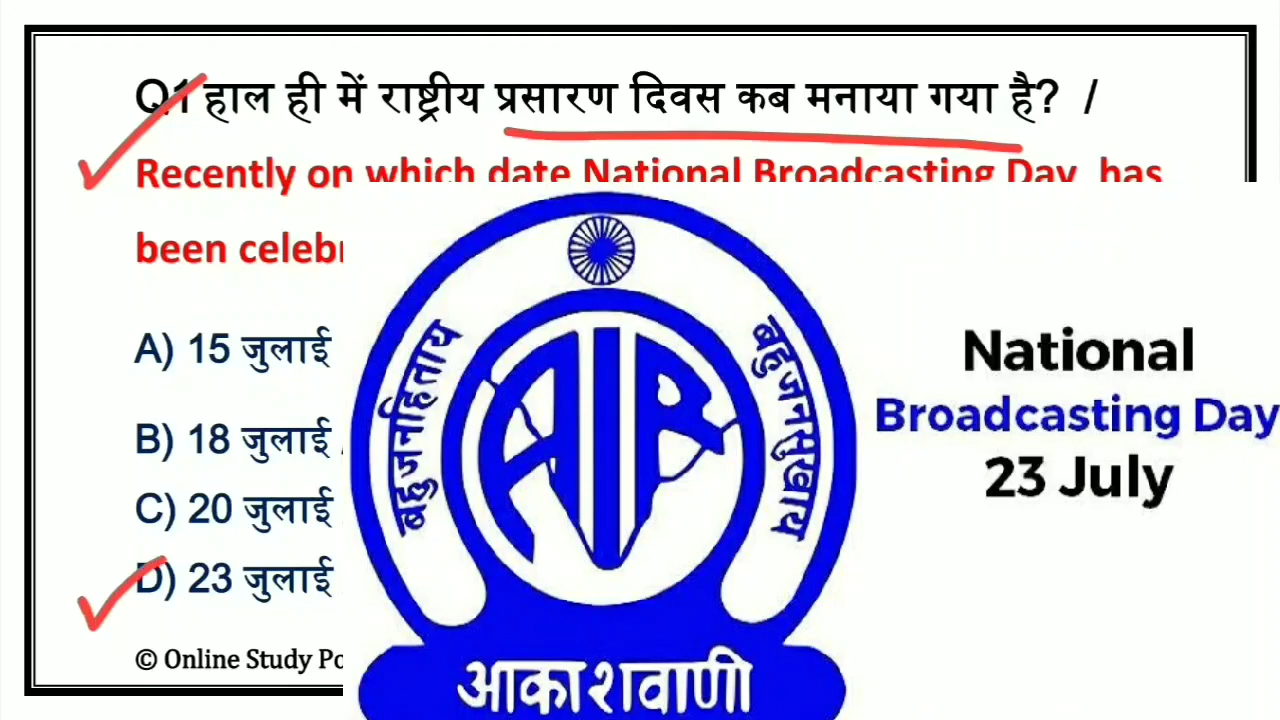 Q1 हाल ही में राष्ट्रीय प्रसारण दिवस कब मनाया गया है? /
Recently on which date National Broadcasting Day has
been celebr
A) 15 जुलाई
B) 18 जुलाई
C) 20 जुलाई
D) 23 जुलाई
© Online Study Po
बहुजनहिताय
बहुजनसुखाय
AIR
आकाशवाणी
National
Broadcasting Day
23 July